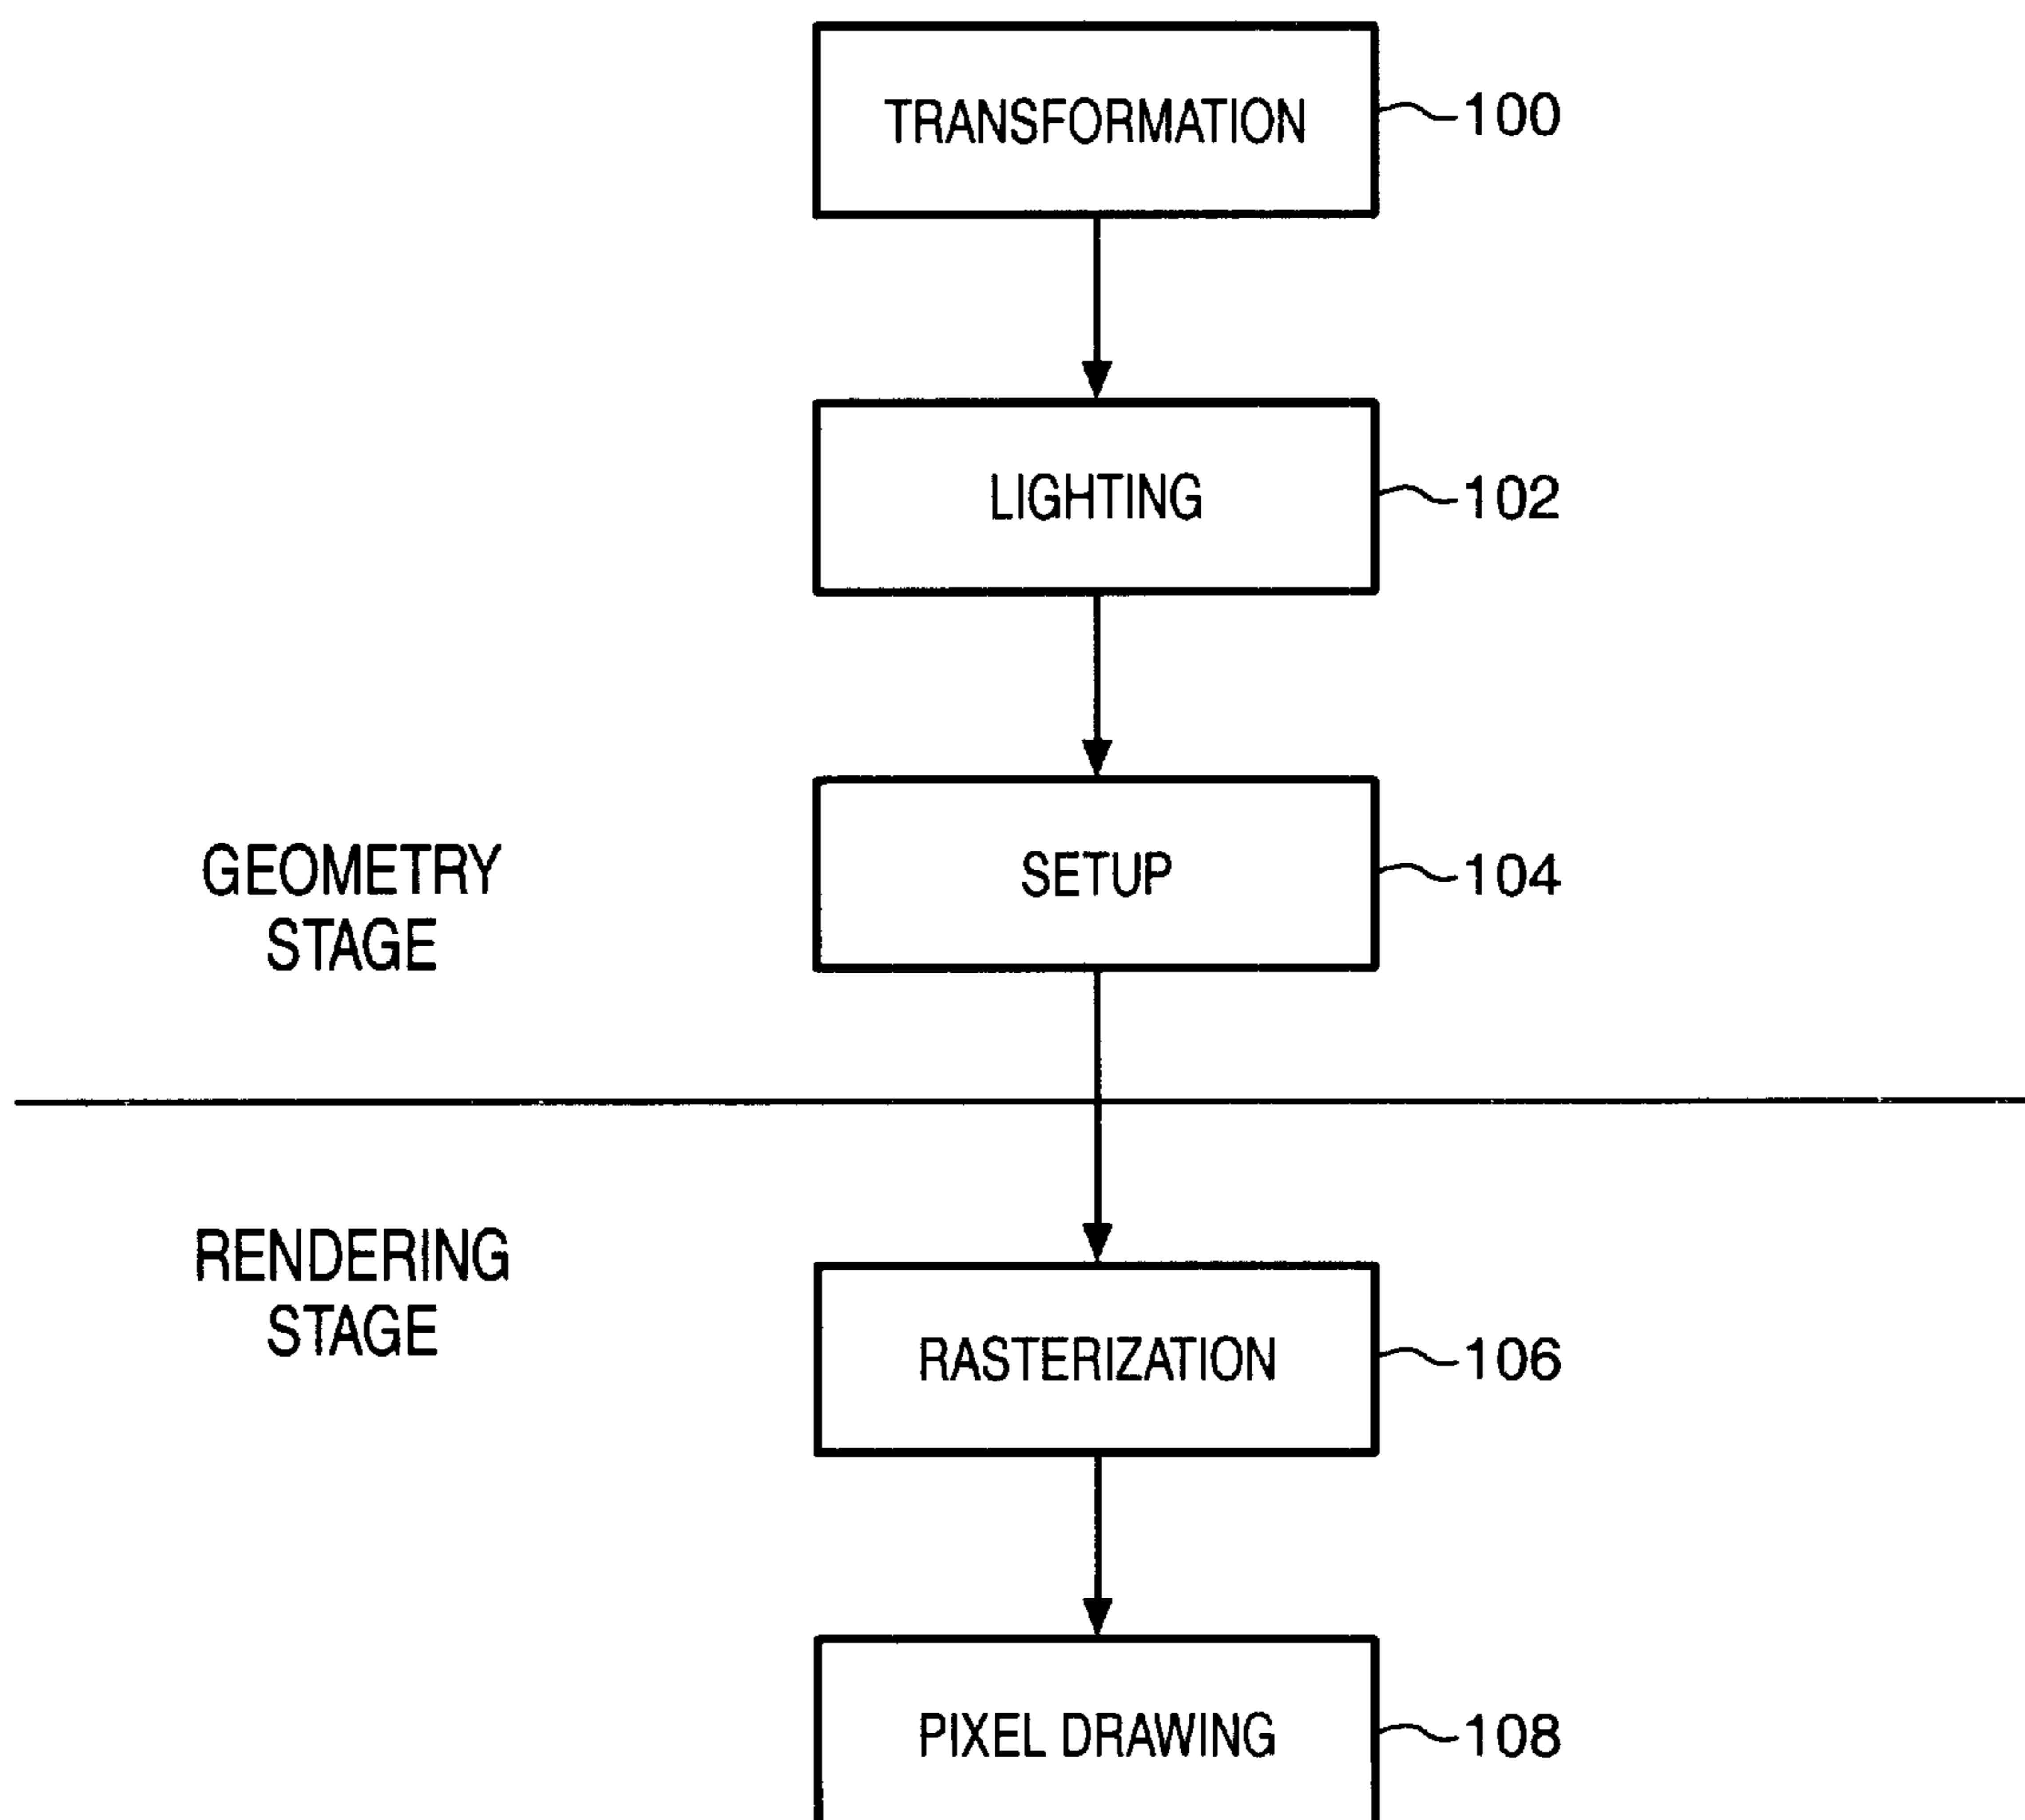 TRANSFORMATION
100
LIGHTING
102
GEOMETRY
STAGE
SETUP
104
RENDERING
STAGE
RASTERIZATION
106
PIXEL DRAWING
108